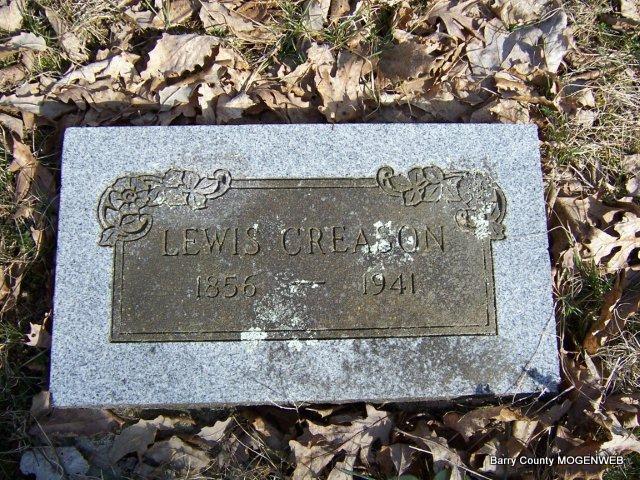 LEWIS CREASON
1856 — 1941
Barry County MOGENWEB